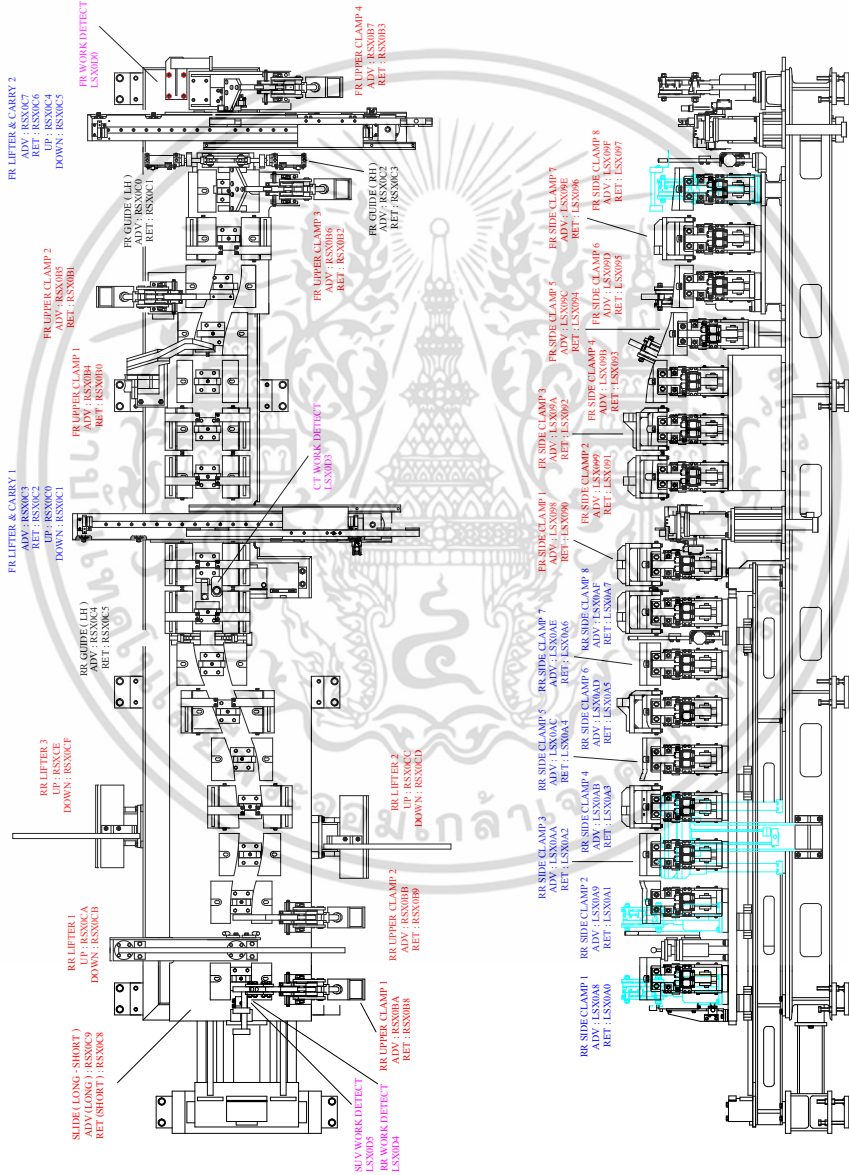 FR LIFTER & CARRY 2
ADV : RSX0C7
RET : RSX0C6
UP : RSX0C4
DOWN : RSX0C5
FR WORK DETECT
LSX0D0
FR UPPER CLAMP 4
ADV : RSX0B7
RET : RSX0B3
FR GUIDE ( LH )
ADV : RSX0C0
RET : RSX0C1
FR GUIDE ( RH )
ADV : RSX0C2
RET : RSX0C3
FR UPPER CLAMP 3
ADV : RSX0B6
RET : RSX0B2
FR UPPER CLAMP 2
ADV : RSX0B5
RET : RSX0B1
FR UPPER CLAMP 1
ADV : RSX0B4
RET : RSX0B0
FR LIFTER & CARRY 1
ADV : RSX0C3
RET : RSX0C2
UP : RSX0C0
DOWN : RSX0C1
CT WORK DETECT
LSX0D3
RR GUIDE ( LH )
ADV : RSX0C4
RET : RSX0C5
RR LIFTER 3
UP : RSXCE
DOWN : RSX0CF
RR LIFTER 2
UP : RSX0CC
DOWN : RSX0CD
RR LIFTER 1
UP : RSX0CA
DOWN : RSX0CB
RR UPPER CLAMP 2
ADV : RSX0BB
RET : RSX0B9
RR UPPER CLAMP 1
ADV : RSX0BA
RET : RSX0B8
SLIDE ( LONG - SHORT )
ADV ( LONG ) : RSX0C9
RET (SHORT ) : RSX0C8
SUV WORK DETECT
LSX0D5
RR WORK DETECT
LSX0D4
FR SIDE CLAMP 8
ADV : LSX09F
RET : LSX097
FR SIDE CLAMP 7
ADV : LSX09E
RET : LSX096
FR SIDE CLAMP 6
ADV : LSX09D
RET : LSX095
FR SIDE CLAMP 5
ADV : LSX09C
RET : LSX094
FR SIDE CLAMP 4
ADV : LSX09B
RET : LSX093
FR SIDE CLAMP 3
ADV : LSX09A
RET : LSX092
FR SIDE CLAMP 2
ADV : LSX099
RET : LSX091
FR SIDE CLAMP 1
ADV : LSX098
RET : LSX090
RR SIDE CLAMP 8
ADV : LSX0AF
RET : LSX0A7
RR SIDE CLAMP 7
ADV : LSX0AE
RET : LSX0A6
RR SIDE CLAMP 6
ADV : LSX0AD
RET : LSX0A5
RR SIDE CLAMP 5
ADV : LSX0AC
RET : LSX0A4
RR SIDE CLAMP 4
ADV : LSX0AB
RET : LSX0A3
RR SIDE CLAMP 3
ADV : LSX0AA
RET : LSX0A2
RR SIDE CLAMP 2
ADV : LSX0A9
RET : LSX0A1
RR SIDE CLAMP 1
ADV : LSX0A8
RET : LSX0A0